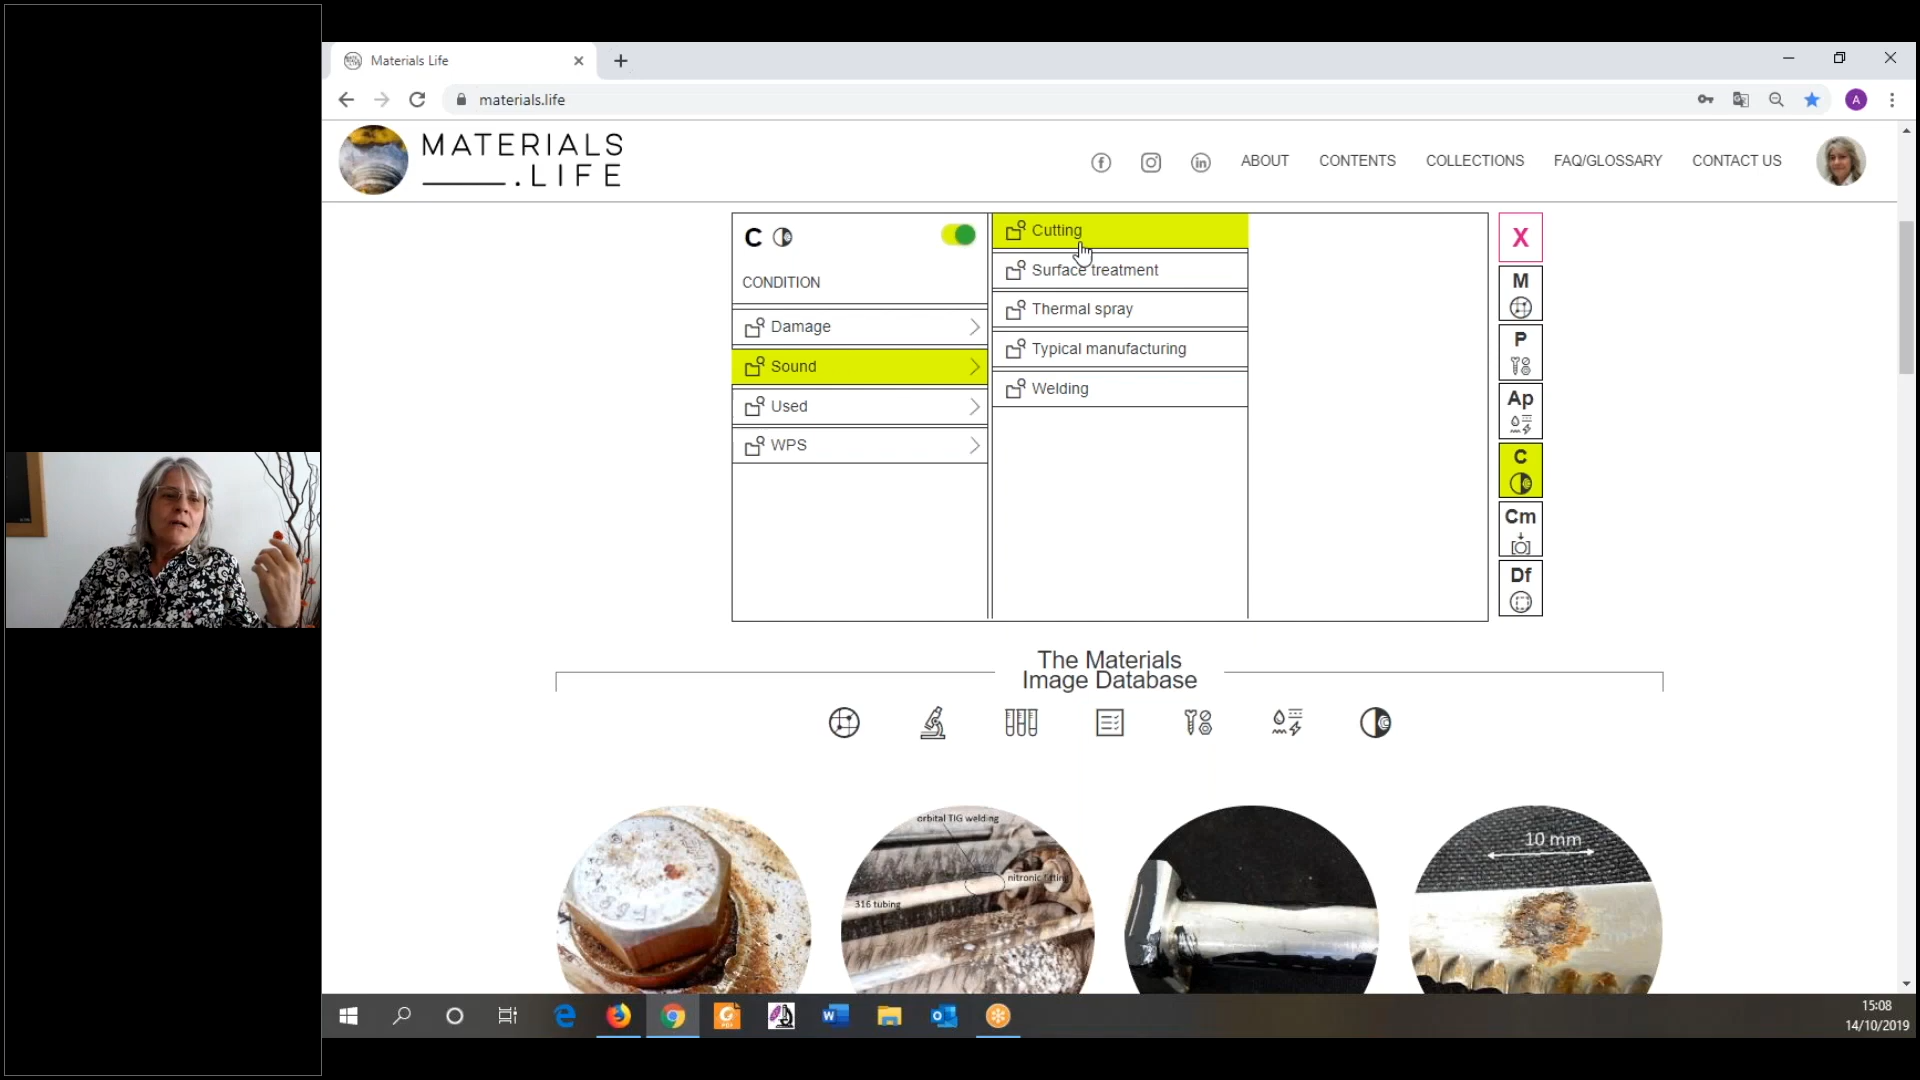 Materials Life
materials.life
A
MATERIALS
.LIFE
ABOUT
CONTENTS
COLLECTIONS
FAQ/GLOSSARY
CONTACT US
C
CONDITION
Damage
Sound
Used
WPS
Cutting
Surface treatment
Thermal spray
Typical manufacturing
Welding
X
M
P
Ap
C
Cm
Df
The Materials
Image Database
orbital TIG welding
nitronic fitting
316 tubing
10 mm
15:08
14/10/2019